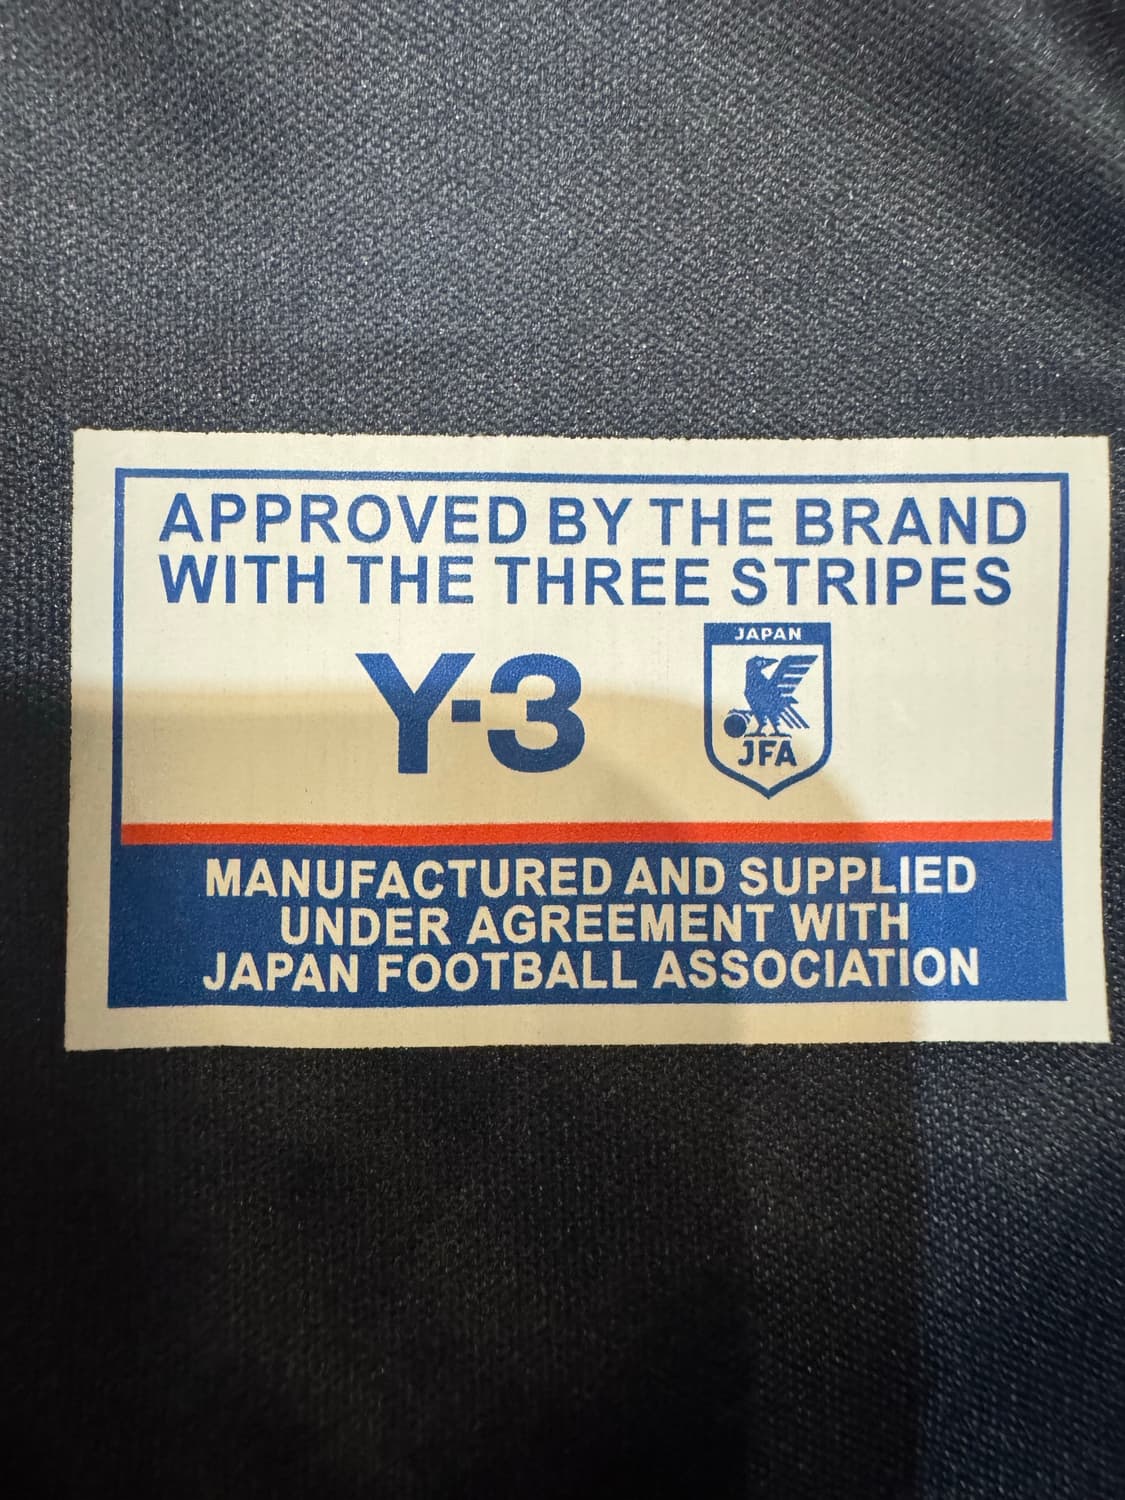 APPROVED BY THE BRAND
WITH THE THREE STRIPES
Y-3
JAPAN
JFA
MANUFACTURED AND SUPPLIED
UNDER AGREEMENT WITH
JAPAN FOOTBALL ASSOCIATION